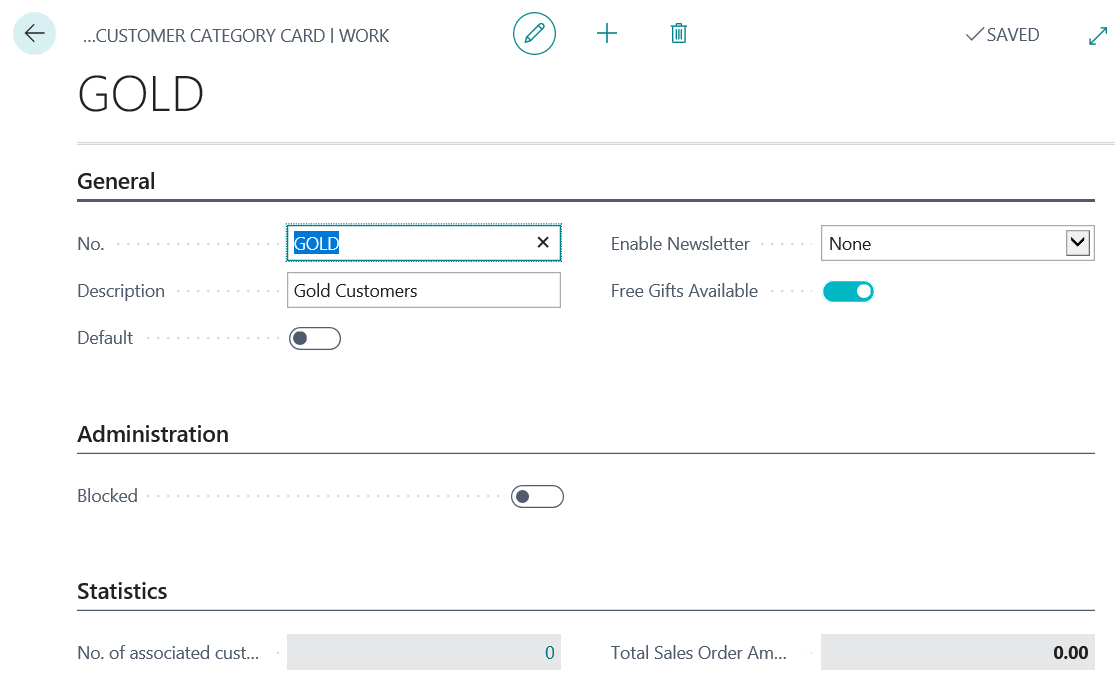 ...CUSTOMER CATEGORY CARD | WORK
SAVED
GOLD
General
No.
GOLD
Enable Newsletter
None
Description
Gold Customers
Free Gifts Available
Default
Administration
Blocked
Statistics
No. of associated cust...
0
Total Sales Order Am...
0.00